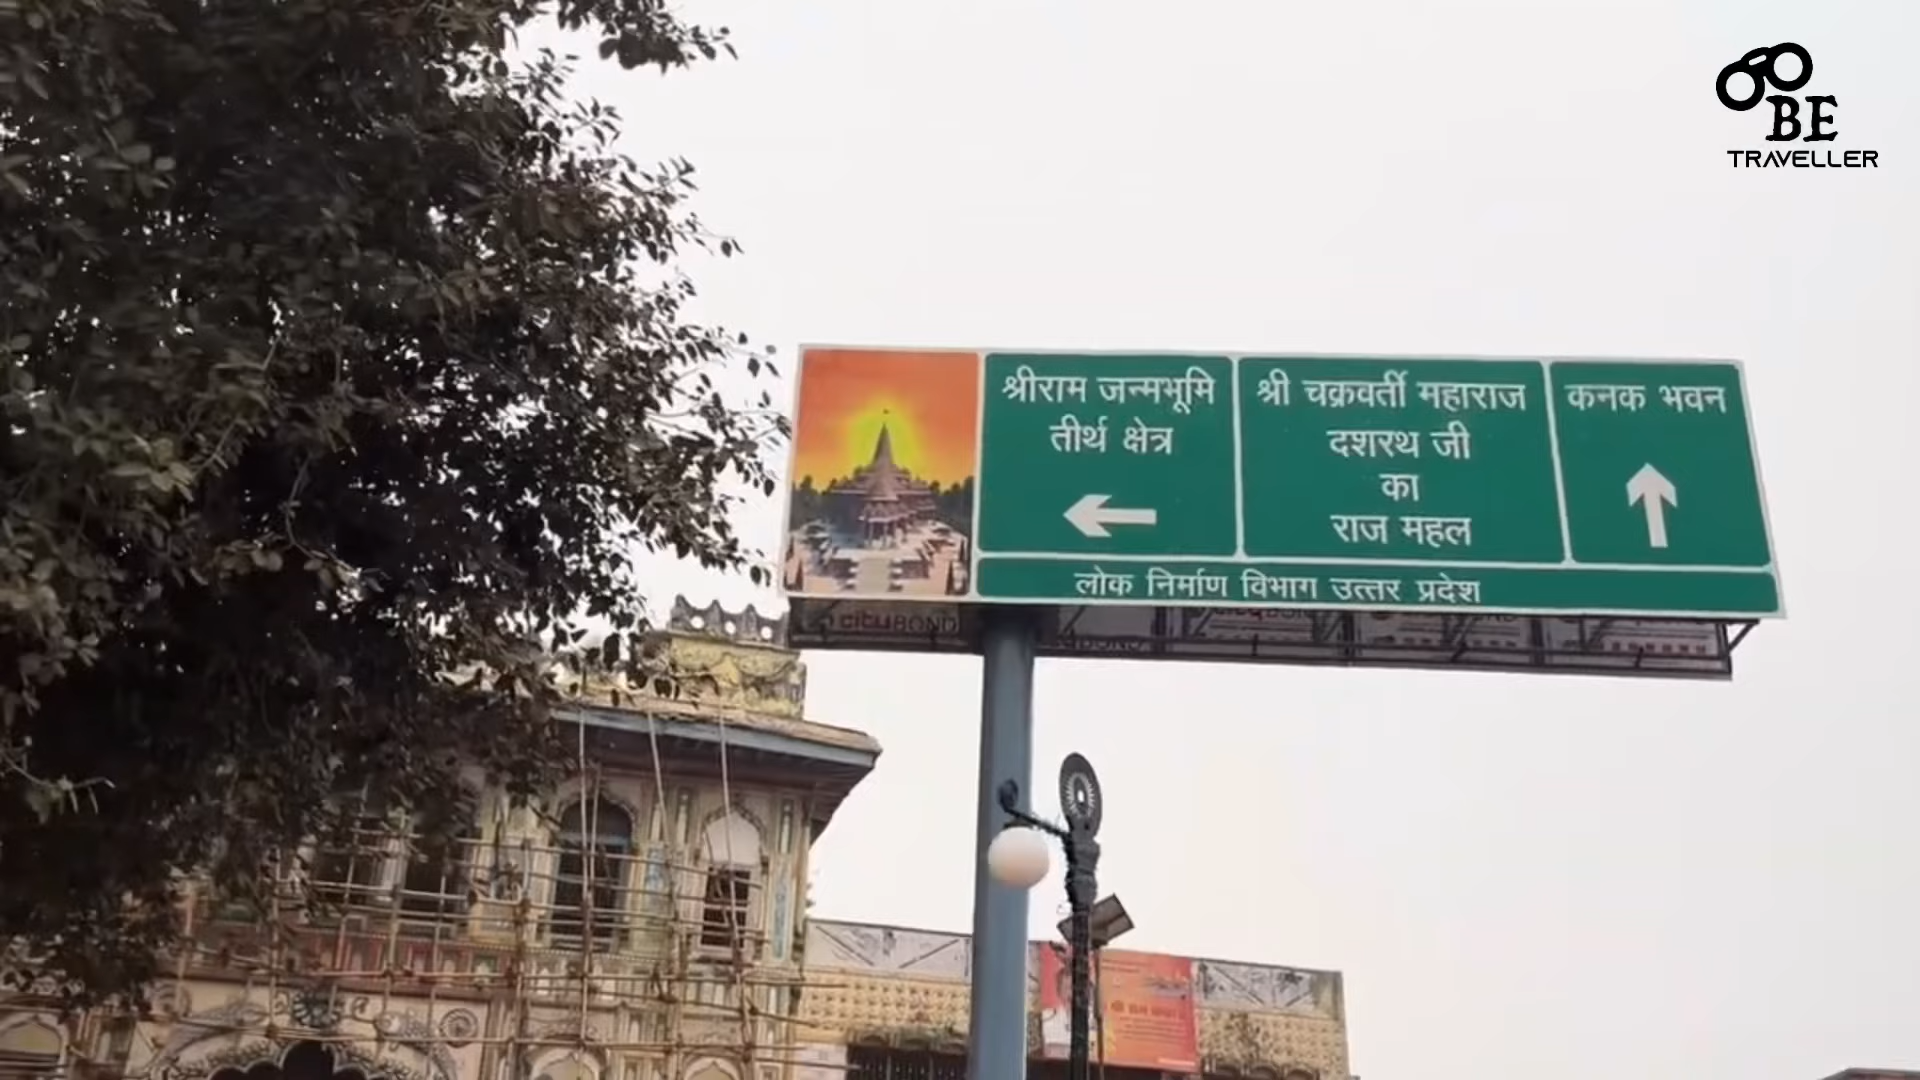 BE
TRAVELLER
श्रीराम जन्मभूमि
तीर्थ क्षेत्र
श्री चक्रवर्ती महाराज
दशरथ जी
का
राज महल
कनक भवन
लोक निर्माण विभाग उत्तर प्रदेश